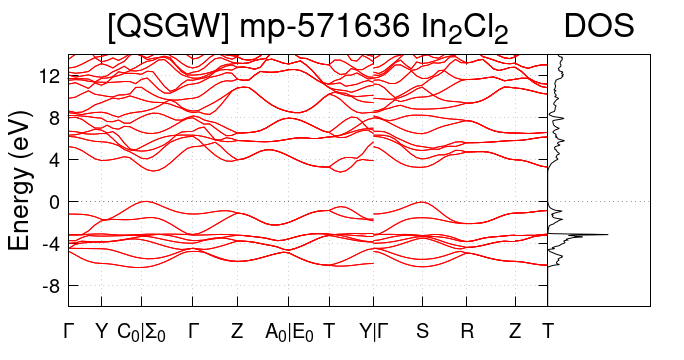 [QSGW] mp-571636 In₂Cl₂ DOS
Energy (eV)
12
8
4
0
-4
-8
Γ Y C₀|Σ₀ Γ Z A₀|E₀ T Y|Γ S R Z T